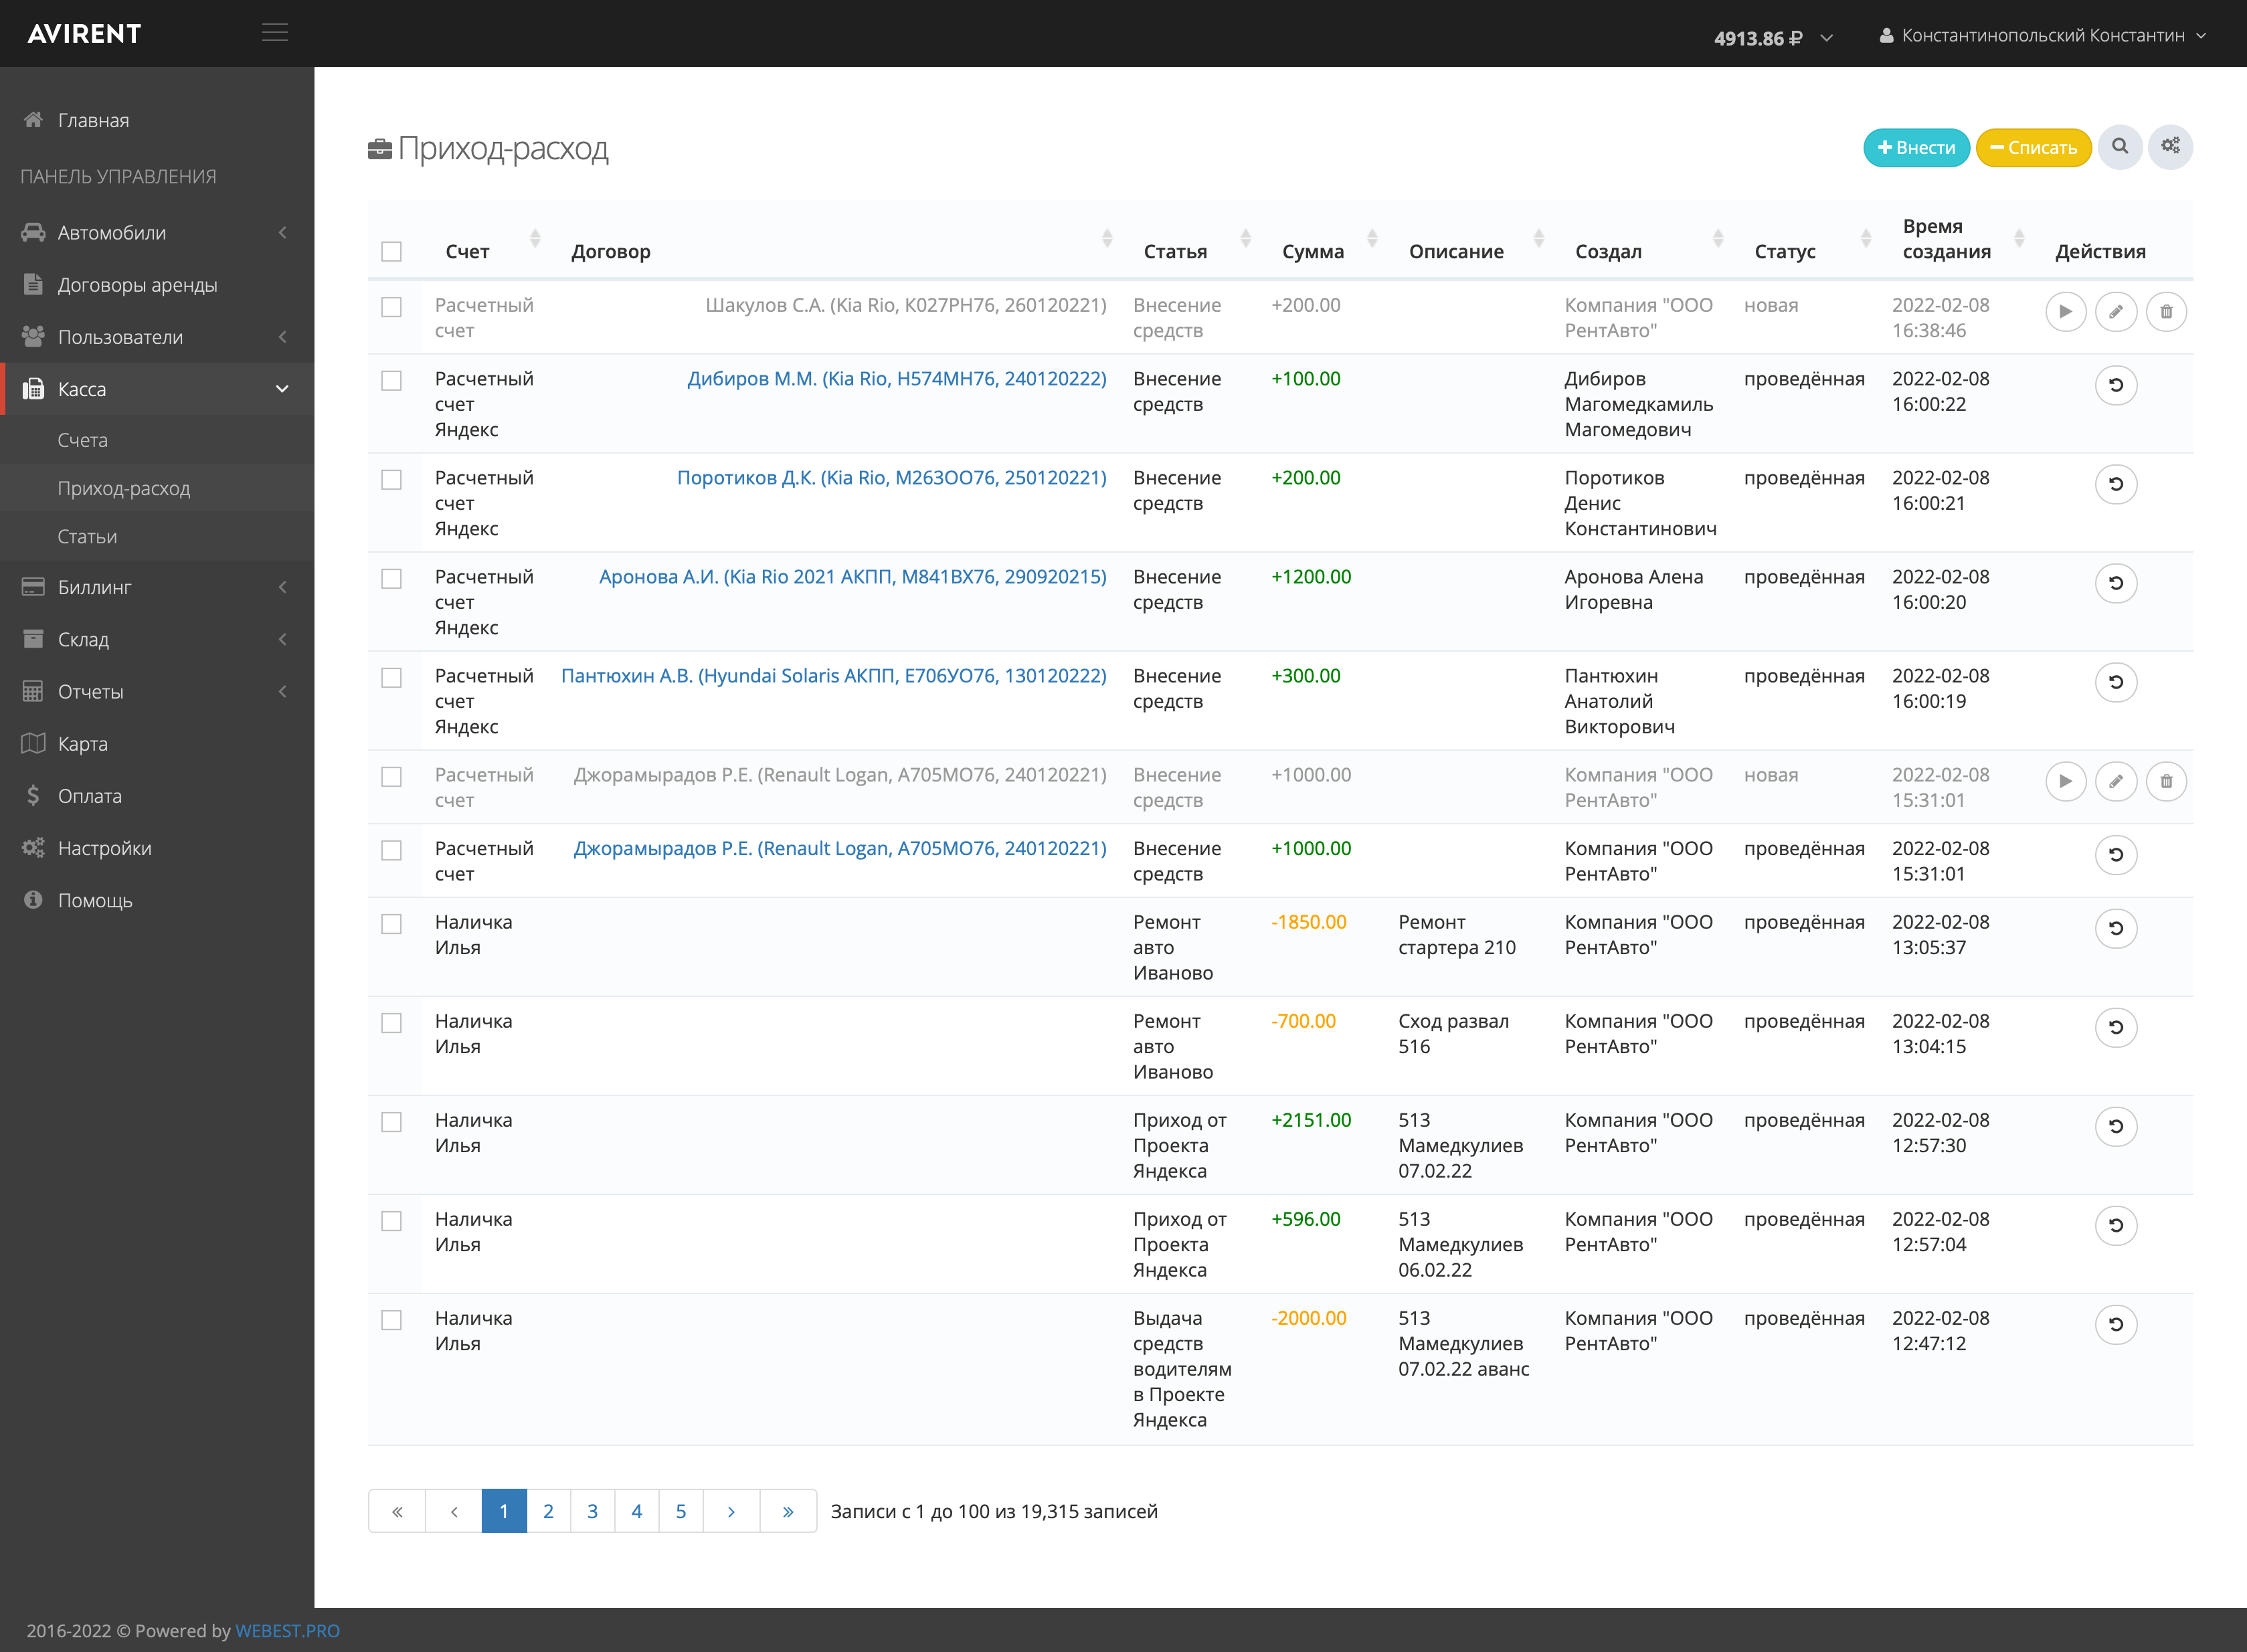 AVIRENT
4913.86 ₽
Константинопольский Константин
Главная
ПАНЕЛЬ УПРАВЛЕНИЯ
Автомобили
Договоры аренды
Пользователи
Касса
Счета
Приход-расход
Статьи
Биллинг
Склад
Отчеты
Карта
Оплата
Настройки
Помощь
Приход-расход
Внести
Списать
Счет Договор Статья Сумма Описание Создал Статус Время создания Действия
Расчетный счет Шакулов С.А. (Kia Rio, К027РН76, 260120221) Внесение средств +200.00 Компания "ООО РентАвто" новая 2022-02-08 16:38:46
Расчетный счет Яндекс Дибиров М.М. (Kia Rio, Н574МН76, 240120222) Внесение средств +100.00 Дибиров Магомедкамиль Магомедович проведённая 2022-02-08 16:00:22
Расчетный счет Яндекс Поротиков Д.К. (Kia Rio, М263ОО76, 250120221) Внесение средств +200.00 Поротиков Денис Константинович проведённая 2022-02-08 16:00:21
Расчетный счет Яндекс Аронова А.И. (Kia Rio 2021 АКПП, М841ВХ76, 290920215) Внесение средств +1200.00 Аронова Алена Игоревна проведённая 2022-02-08 16:00:20
Расчетный счет Яндекс Пантюхин А.В. (Hyundai Solaris АКПП, Е706УО76, 130120222) Внесение средств +300.00 Пантюхин Анатолий Викторович проведённая 2022-02-08 16:00:19
Расчетный счет Джорамырадов Р.Е. (Renault Logan, А705МО76, 240120221) Внесение средств +1000.00 Компания "ООО РентАвто" новая 2022-02-08 15:31:01
Расчетный счет Джорамырадов Р.Е. (Renault Logan, А705МО76, 240120221) Внесение средств +1000.00 Компания "ООО РентАвто" проведённая 2022-02-08 15:31:01
Наличка Илья Ремонт авто Иваново -1850.00 Ремонт стартера 210 Компания "ООО РентАвто" проведённая 2022-02-08 13:05:37
Наличка Илья Ремонт авто Иваново -700.00 Сход развал 516 Компания "ООО РентАвто" проведённая 2022-02-08 13:04:15
Наличка Илья Приход от Проекта Яндекса +2151.00 513 Мамедкулиев 07.02.22 Компания "ООО РентАвто" проведённая 2022-02-08 12:57:30
Наличка Илья Приход от Проекта Яндекса +596.00 513 Мамедкулиев 06.02.22 Компания "ООО РентАвто" проведённая 2022-02-08 12:57:04
Наличка Илья Выдача средств водителям в Проекте Яндекса -2000.00 513 Мамедкулиев 07.02.22 аванс Компания "ООО РентАвто" проведённая 2022-02-08 12:47:12
« ‹ 1 2 3 4 5 › » Записи с 1 до 100 из 19,315 записей
2016-2022 © Powered by WEBEST.PRO